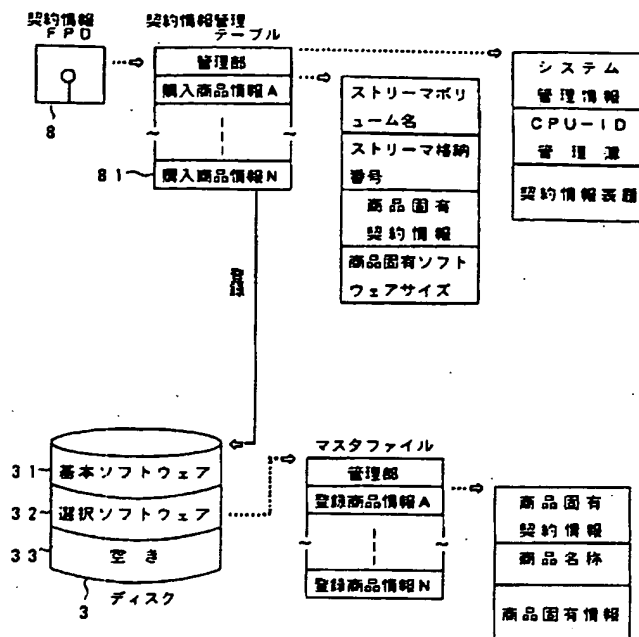 契約情報
FPD
8
契約情報管理
テーブル
管理部
購入商品情報A
購入商品情報N
81
ストリーマボリ
ューム名
ストリーマ格納
番号
商品固有
契約情報
商品固有ソフト
ウェアサイズ
システム
管理情報
CPU-ID
管理簿
契約情報表題
登録
31
基本ソフトウェア
32
選択ソフトウェア
33
空き
3
ディスク
マスタファイル
管理部
登録商品情報A
登録商品情報N
商品固有
契約情報
商品名称
商品固有情報